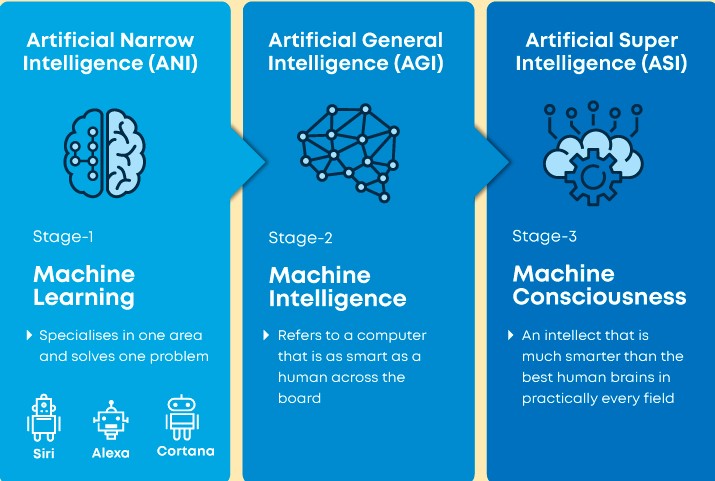 Artificial Narrow
Intelligence (ANI)
Stage-1
Machine
Learning
Specialises in one area
and solves one problem
Siri
Alexa
Cortana
Artificial General
Intelligence (AGI)
Stage-2
Machine
Intelligence
Refers to a computer
that is as smart as a
human across the
board
Artificial Super
Intelligence (ASI)
Stage-3
Machine
Consciousness
An intellect that is
much smarter than the
best human brains in
practically every field